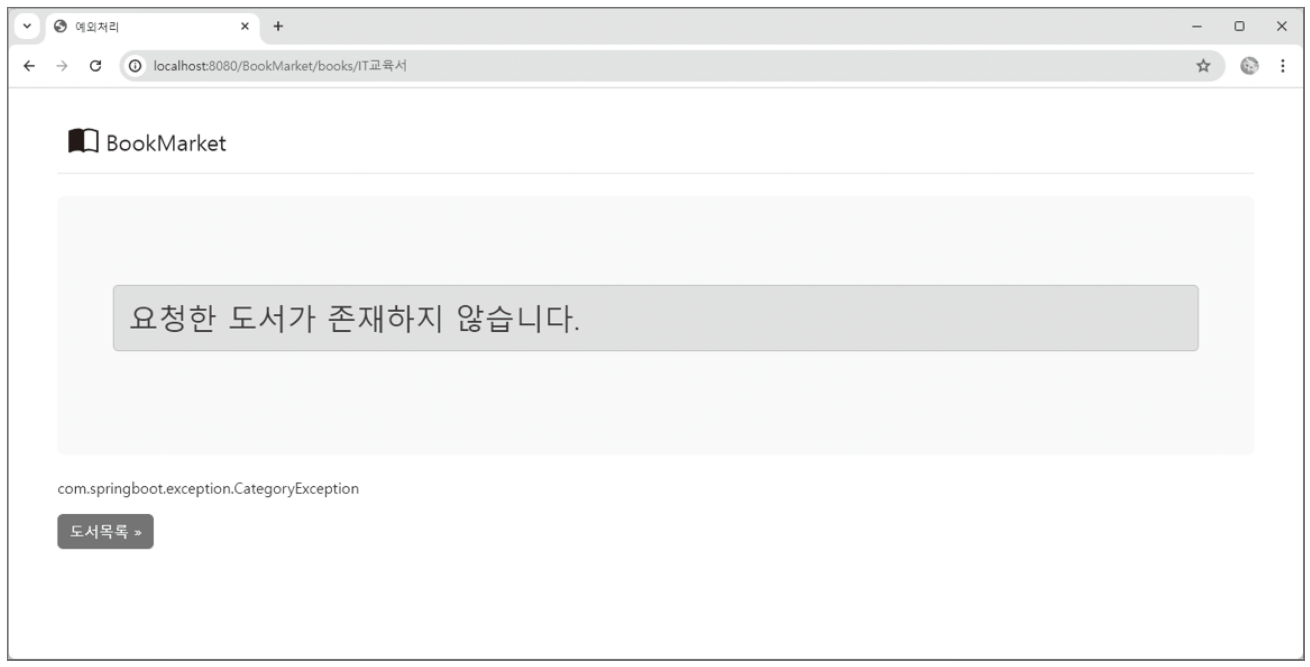 예외처리
localhost:8080/BookMarket/books/IT교육서
BookMarket
요청한 도서가 존재하지 않습니다.
com.springboot.exception.CategoryException
도서목록 »